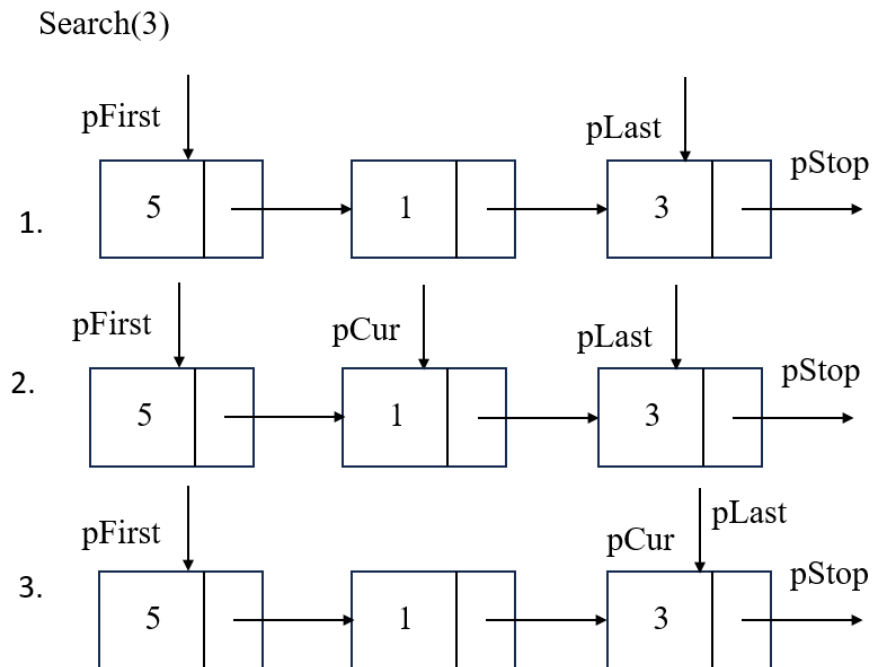 Search(3)
pFirst
pLast
pStop
1.
5
1
3
pFirst
pCur
pLast
pStop
2.
5
1
3
pFirst
pLast
pCur
pStop
3.
5
1
3